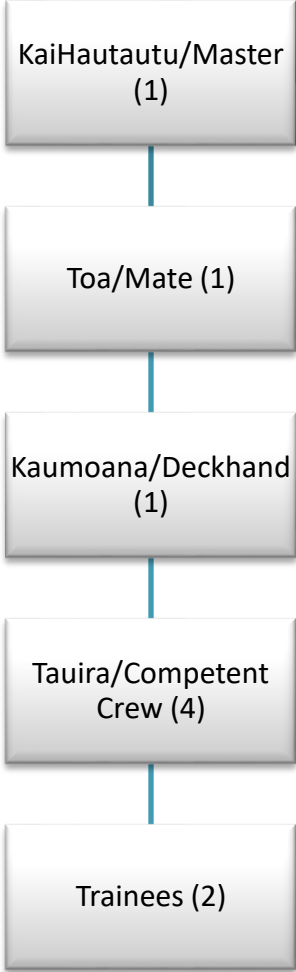 KaiHautautu/Master
(1)
Toa/Mate (1)
Kaumoana/Deckhand
(1)
Tauira/Competent
Crew (4)
Trainees (2)